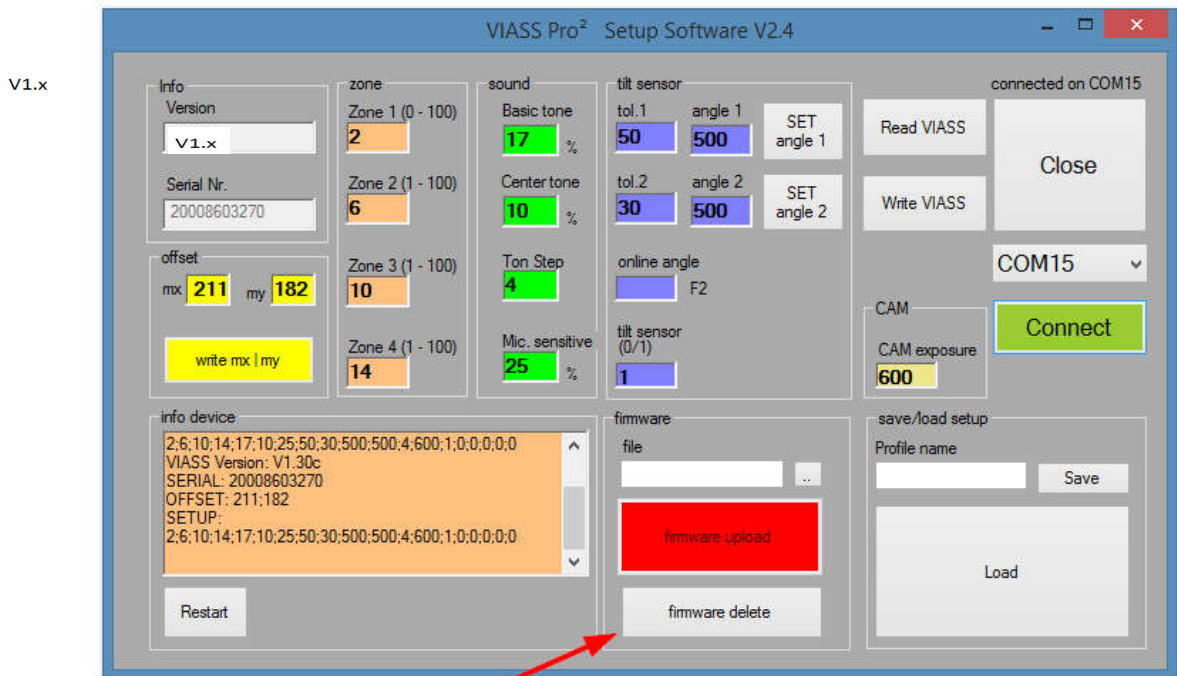 VIASS Pro² Setup Software V2.4
V1.x
connected on COM15
Info
Version
V1.x
Serial Nr.
20008603270
offset
mx 211 my 182
write mx | my
zone
Zone 1 (0 - 100)
2
Zone 2 (1 - 100)
6
Zone 3 (1 - 100)
10
Zone 4 (1 - 100)
14
sound
Basic tone
17 %
Center tone
10 %
Ton Step
4
Mic. sensitive
25 %
tilt sensor
tol.1 angle 1
50 500
SET
angle 1
tol.2 angle 2
30 500
SET
angle 2
online angle
F2
tilt sensor
(0/1)
1
Read VIASS
Write VIASS
Close
COM15
Connect
CAM
CAM exposure
600
info device
2;6;10;14;17;10;25;50;30;500;500;4;600;1;0;0;0;0;0
VIASS Version: V1.30c
SERIAL: 20008603270
OFFSET: 211;182
SETUP:
2;6;10;14;17;10;25;50;30;500;500;4;600;1;0;0;0;0;0
Restart
firmware
file
..
firmware upload
firmware delete
save/load setup
Profile name
Save
Load